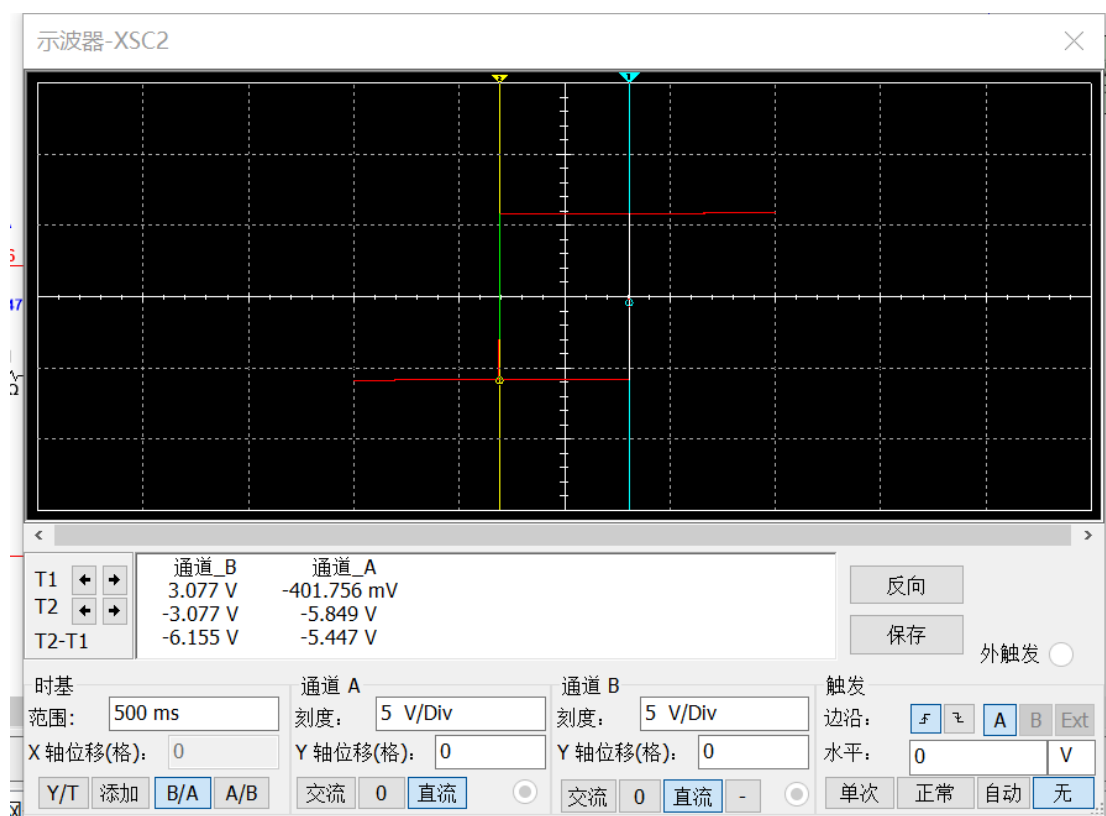 示波器-XSC2
2
1
6
47
Ω
通道_B 通道_A
T1 3.077 V -401.756 mV
T2 -3.077 V -5.849 V
T2-T1 -6.155 V -5.447 V
反向
保存
外触发
时基
范围： 500 ms
X 轴位移(格)： 0
Y/T 添加 B/A A/B
通道 A
刻度： 5 V/Div
Y 轴位移(格)： 0
交流 0 直流
通道 B
刻度： 5 V/Div
Y 轴位移(格)： 0
交流 0 直流 -
触发
边沿： A B Ext
水平： 0 V
单次 正常 自动 无